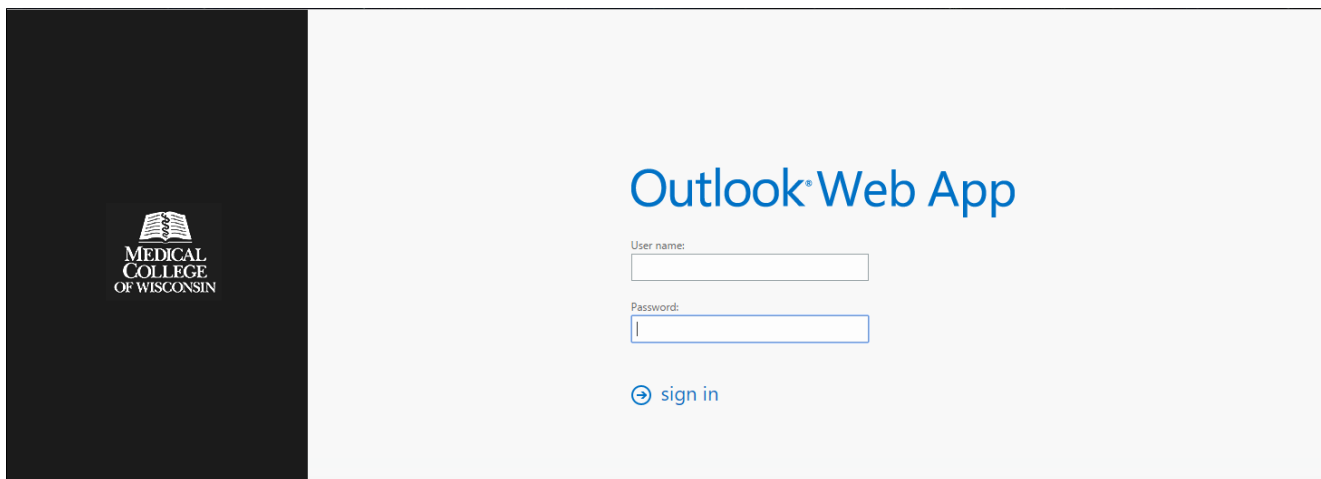 MEDICAL
COLLEGE
OF WISCONSIN
Outlook® Web App
User name:
Password:
sign in